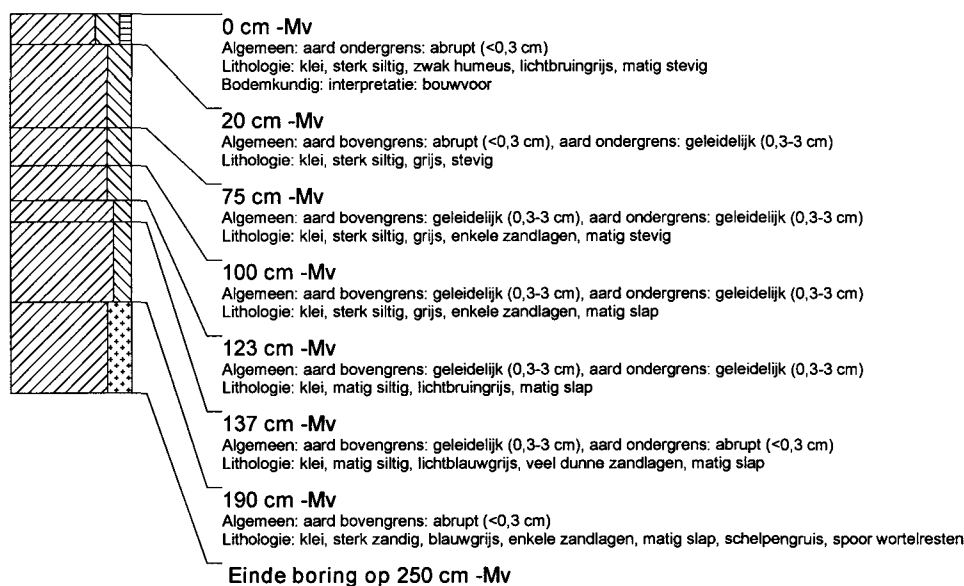 0 cm -Mv
Algemeen: aard ondergrens: abrupt (<0,3 cm)
Lithologie: klei, sterk siltig, zwak humeus, lichtbruingrijs, matig stevig
Bodemkundig: interpretatie: bouwvoor
20 cm -Mv
Algemeen: aard bovengrens: abrupt (<0,3 cm), aard ondergrens: geleidelijk (0,3-3 cm)
Lithologie: klei, sterk siltig, grijs, stevig
75 cm -Mv
Algemeen: aard bovengrens: geleidelijk (0,3-3 cm), aard ondergrens: geleidelijk (0,3-3 cm)
Lithologie: klei, sterk siltig, grijs, enkele zandlagen, matig stevig
100 cm -Mv
Algemeen: aard bovengrens: geleidelijk (0,3-3 cm), aard ondergrens: geleidelijk (0,3-3 cm)
Lithologie: klei, sterk siltig, grijs, enkele zandlagen, matig slap
123 cm -Mv
Algemeen: aard bovengrens: geleidelijk (0,3-3 cm), aard ondergrens: geleidelijk (0,3-3 cm)
Lithologie: klei, matig siltig, lichtbruingrijs, matig slap
137 cm -Mv
Algemeen: aard bovengrens: geleidelijk (0,3-3 cm), aard ondergrens: abrupt (<0,3 cm)
Lithologie: klei, matig siltig, lichtblauwgrijs, veel dunne zandlagen, matig slap
190 cm -Mv
Algemeen: aard bovengrens: abrupt (<0,3 cm)
Lithologie: klei, sterk zandig, blauwgrijs, enkele zandlagen, matig slap, schelpengruis, spoor wortelresten
Einde boring op 250 cm -Mv